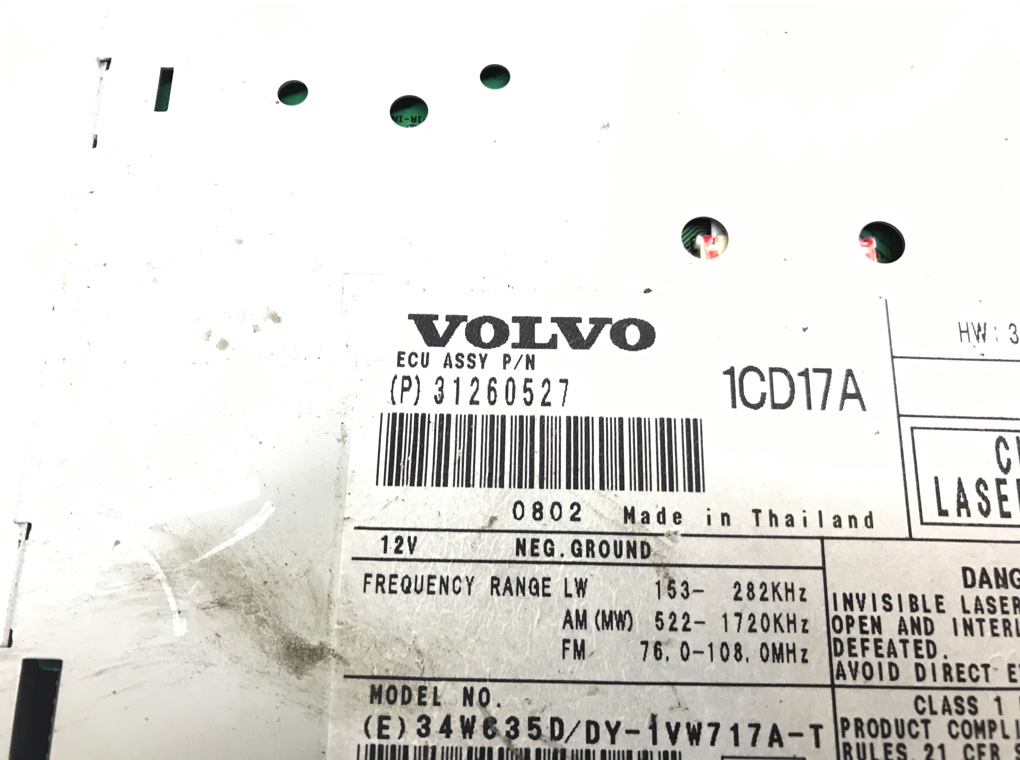 VOLVO
ECU ASSY P/N
(P) 31260527
1CD17A
HW: 3
0802 Made in Thailand
12V NEG. GROUND
FREQUENCY RANGE LW 153- 282KHz
AM (MW) 522- 1720KHz
FM 76.0-108.0MHz
MODEL NO.
(E) 34W635D/DY-1VW717A-T
LASE
DANG
INVISIBLE LASER
OPEN AND INTERL
DEFEATED.
AVOID DIRECT E
CLASS 1
PRODUCT COMPLI
RULES 21 CFR S